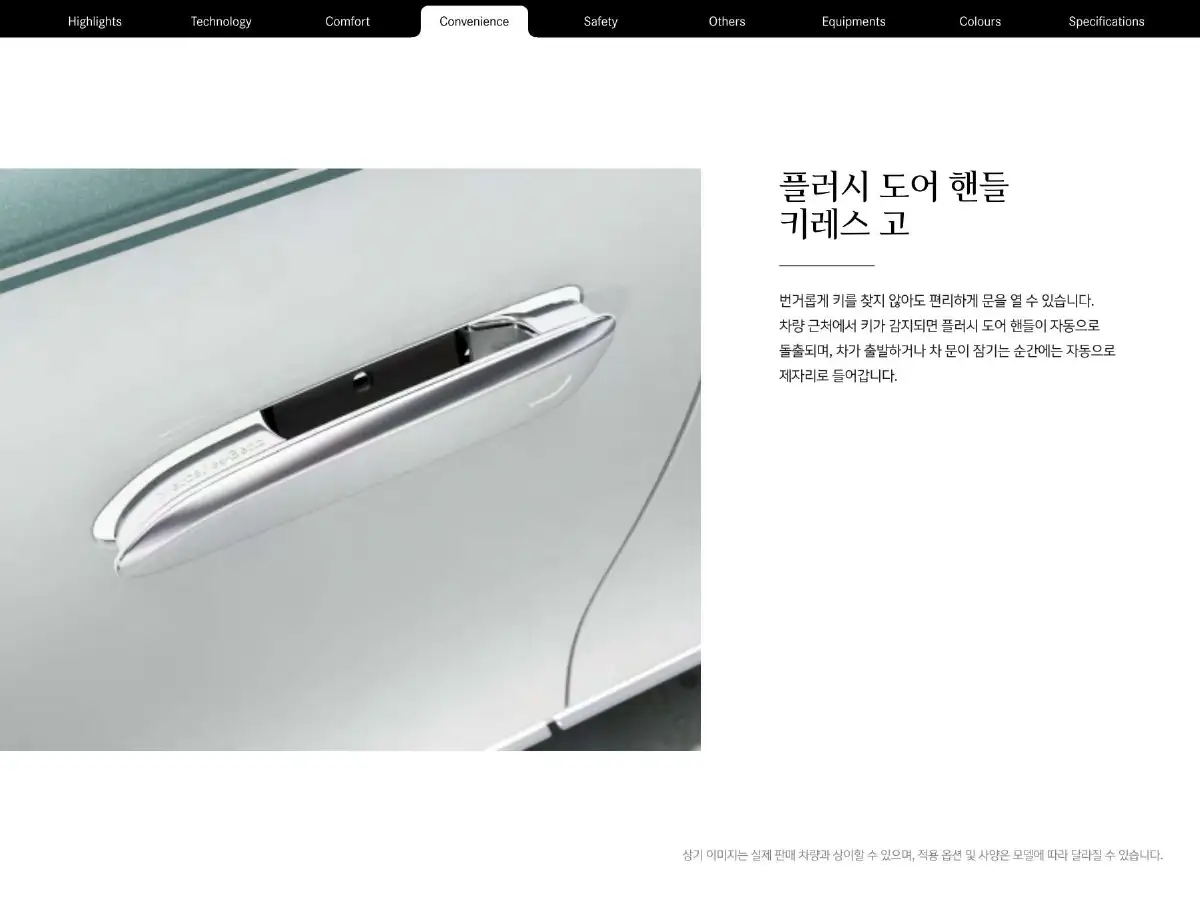 Highlights
Technology
Comfort
Convenience
Safety
Others
Equipments
Colours
Specifications
플러시 도어 핸들
키레스 고
번거롭게 키를 찾지 않아도 편리하게 문을 열 수 있습니다.
차량 근처에서 키가 감지되면 플러시 도어 핸들이 자동으로
돌출되며, 차가 출발하거나 차 문이 잠기는 순간에는 자동으로
제자리로 들어갑니다.
Mercedes-Benz
상기 이미지는 실제 판매 차량과 상이할 수 있으며, 적용 옵션 및 사양은 모델에 따라 달라질 수 있습니다.